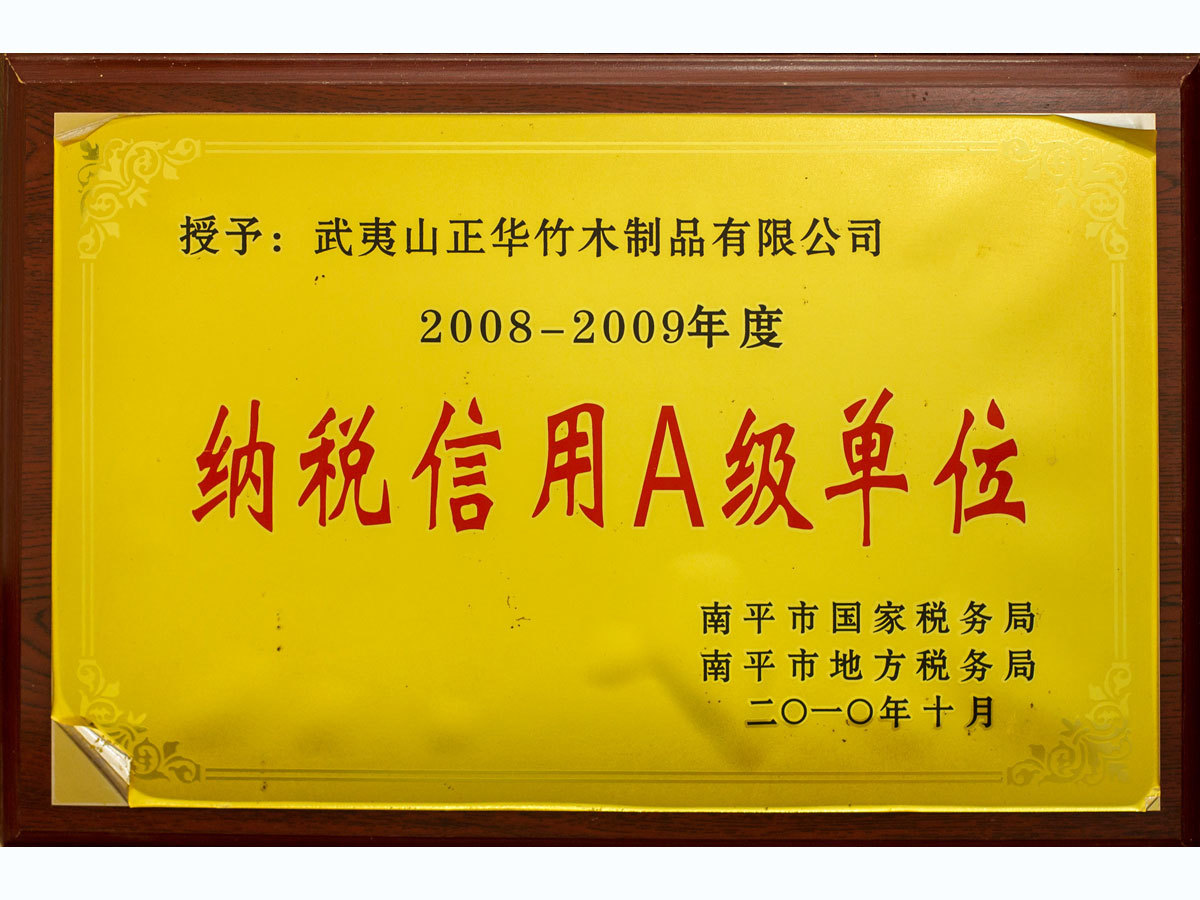 授予：武夷山正华竹木制品有限公司
2008-2009年度
纳税信用A级单位
南平市国家税务局
南平市地方税务局
二〇一〇年十月